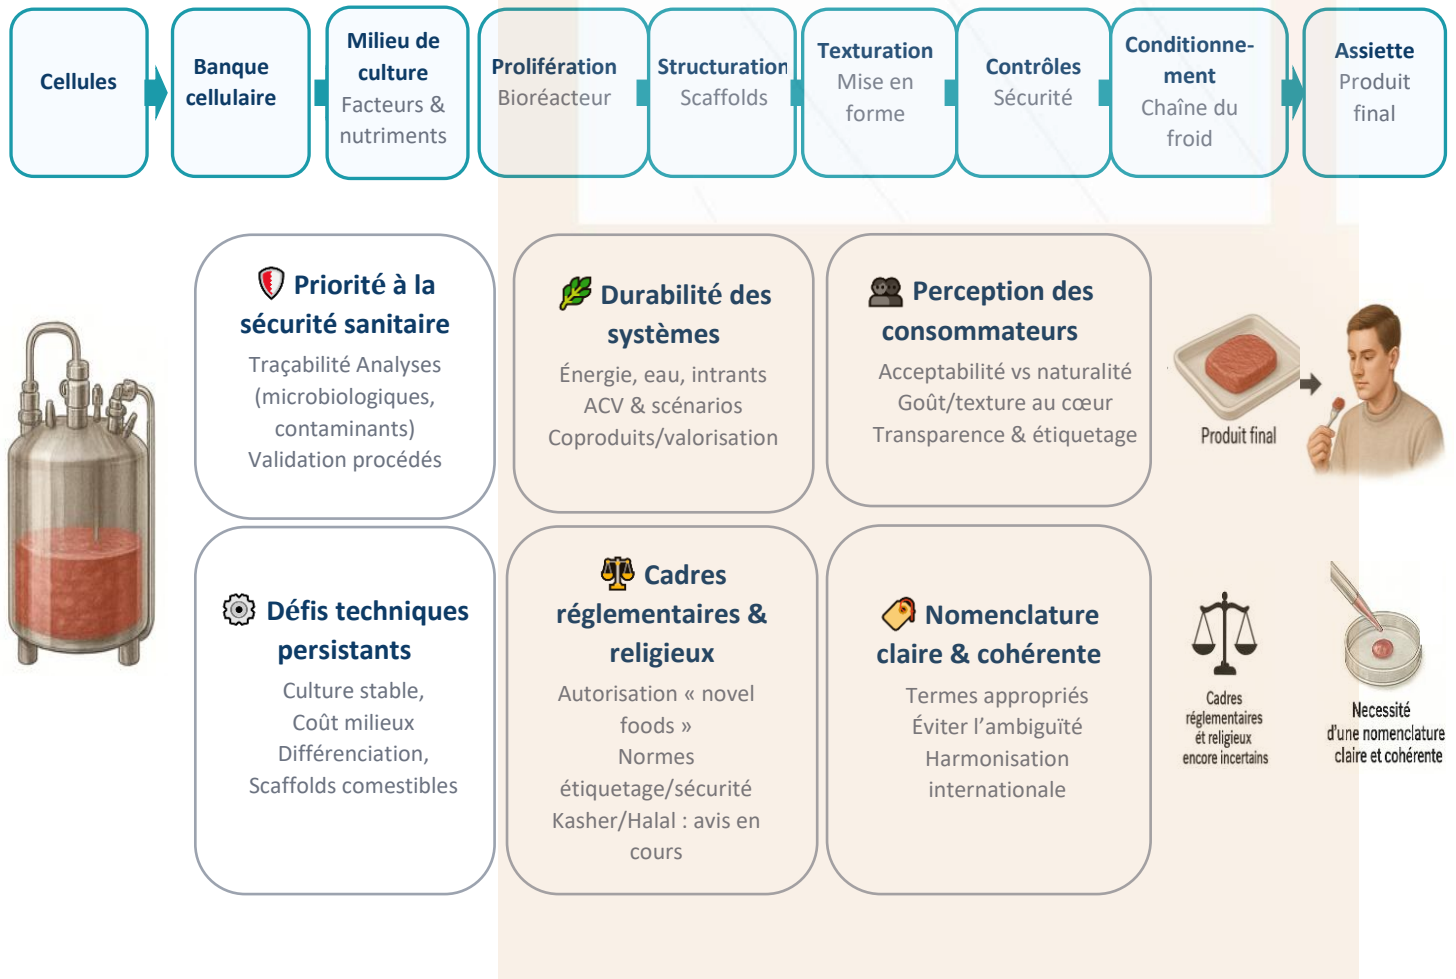 Cellules
Banque
cellulaire
Milieu de
culture
Facteurs &
nutriments
Prolifération
Bioréacteur
Structuration
Scaffolds
Texturation
Mise en
forme
Contrôles
Sécurité
Conditionne-
ment
Chaîne du
froid
Assiette
Produit
final
Priorité à la
sécurité sanitaire
Traçabilité Analyses
(microbiologiques,
contaminants)
Validation procédés
Durabilité des
systèmes
Énergie, eau, intrants
ACV & scénarios
Coproduits/valorisation
Perception des
consommateurs
Acceptabilité vs naturalité
Goût/texture au cœur
Transparence & étiquetage
Produit final
Défis techniques
persistants
Culture stable,
Coût milieux
Différenciation,
Scaffolds comestibles
Cadres
réglementaires &
religieux
Autorisation « novel
foods »
Normes
étiquetage/sécurité
Kasher/Halal : avis en
cours
Nomenclature
claire & cohérente
Termes appropriés
Éviter l’ambiguïté
Harmonisation
internationale
Cadres
réglementaires
ét religieux
encore incertains
Necessité
d'une nomenclature
claire et cohérente